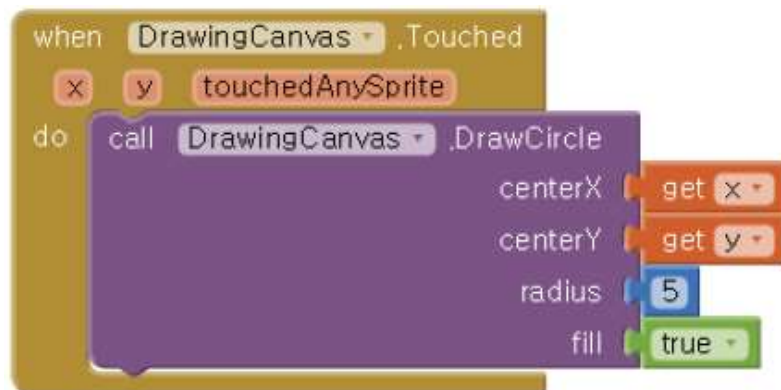 when DrawingCanvas .Touched
x y touchedAnySprite
do call DrawingCanvas .DrawCircle
centerX get x
centerY get y
radius 5
fill true